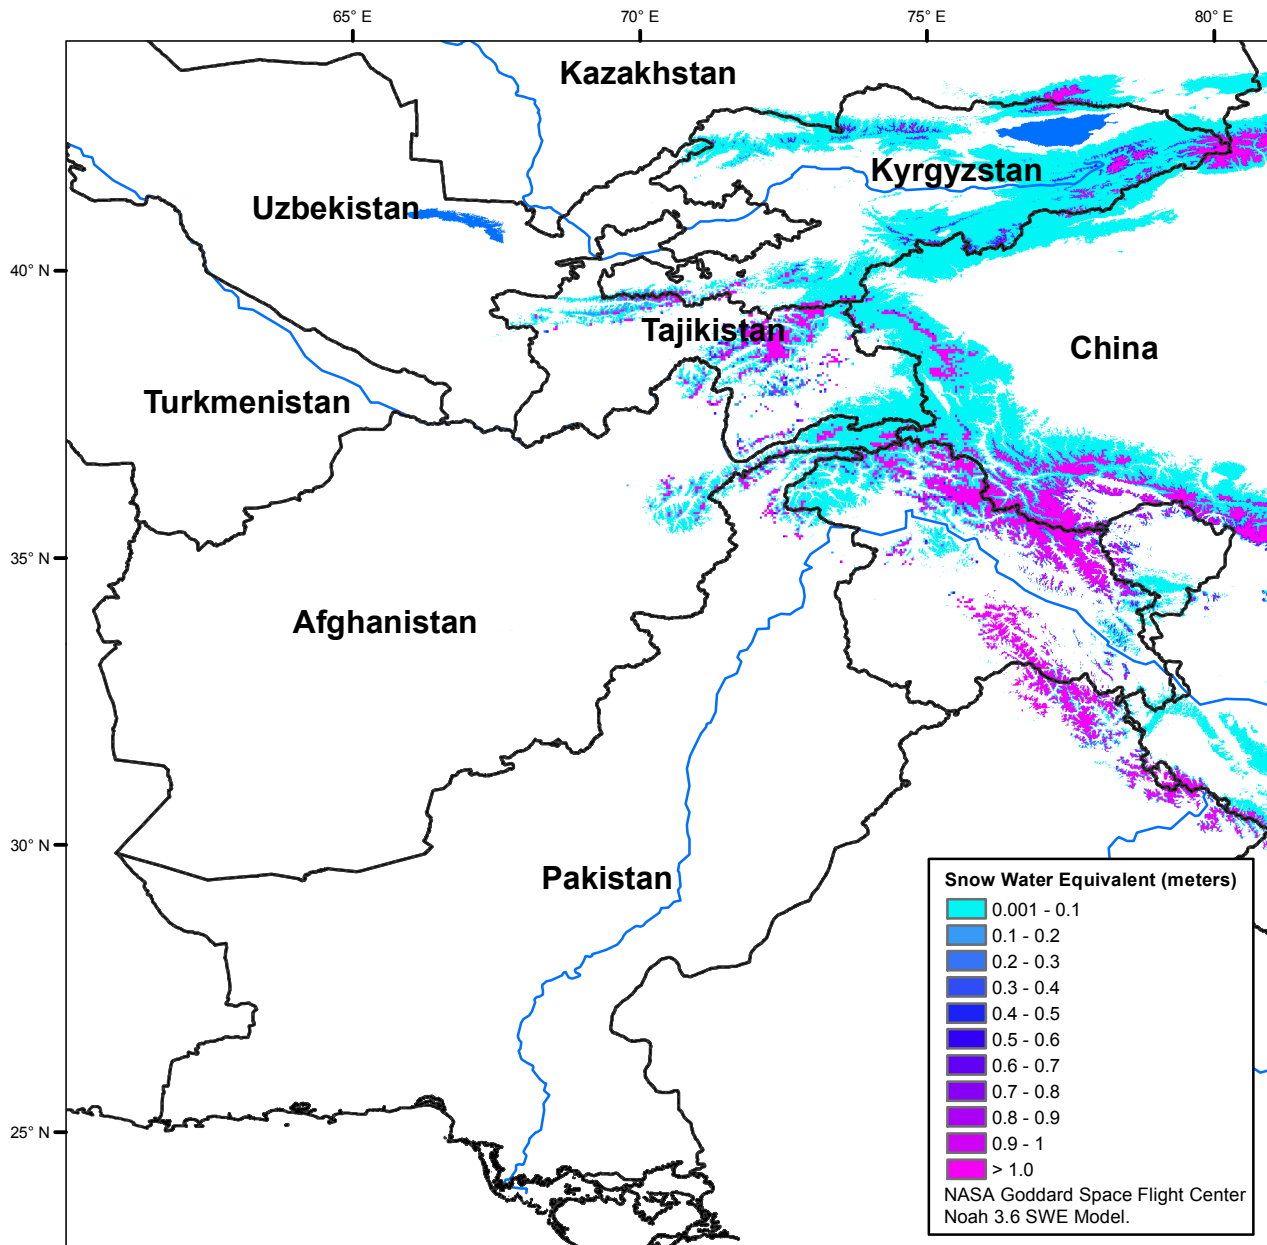 65° E
70° E
75° E
80° E
Kazakhstan
Kyrgyzstan
Uzbekistan
40° N
Tajikistan
China
Turkmenistan
35° N
Afghanistan
30° N
Pakistan
Snow Water Equivalent (meters)
0.001 - 0.1
0.1 - 0.2
0.2 - 0.3
0.3 - 0.4
0.4 - 0.5
0.5 - 0.6
0.6 - 0.7
0.7 - 0.8
0.8 - 0.9
0.9 - 1
> 1.0
NASA Goddard Space Flight Center
Noah 3.6 SWE Model.
25° N